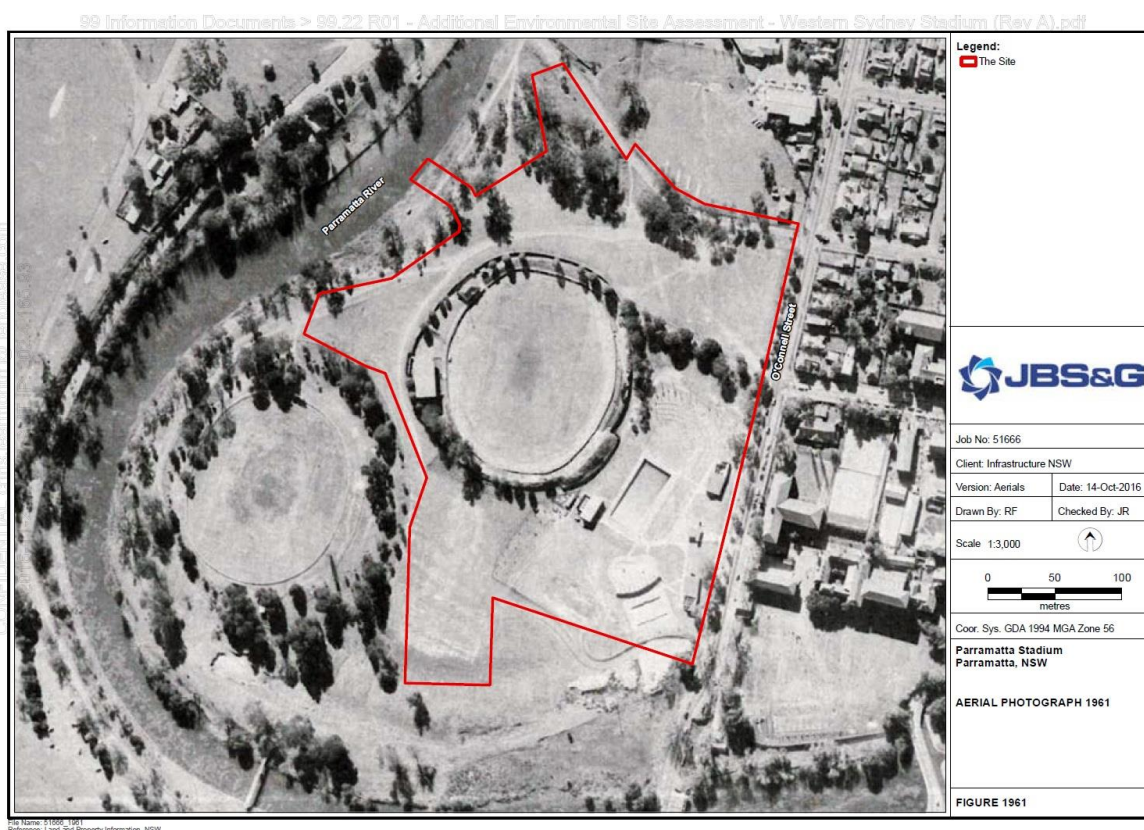 99 Information Documents > 99.22 R01 - Additional Environmental Site Assessment - Western Sydney Stadium (Rev A).pdf
Legend:
The Site
Parramatta River
O'Connell Street
JBS&G
Job No: 51666
Client: Infrastructure NSW
Version: Aerials
Date: 14-Oct-2016
Drawn By: RF
Checked By: JR
Scale 1:3,000
0 50 100
metres
Coor. Sys. GDA 1994 MGA Zone 56
Parramatta Stadium
Parramatta, NSW
AERIAL PHOTOGRAPH 1961
FIGURE 1961
File Name: 51666_1961
Reference: Land and Property Information, NSW